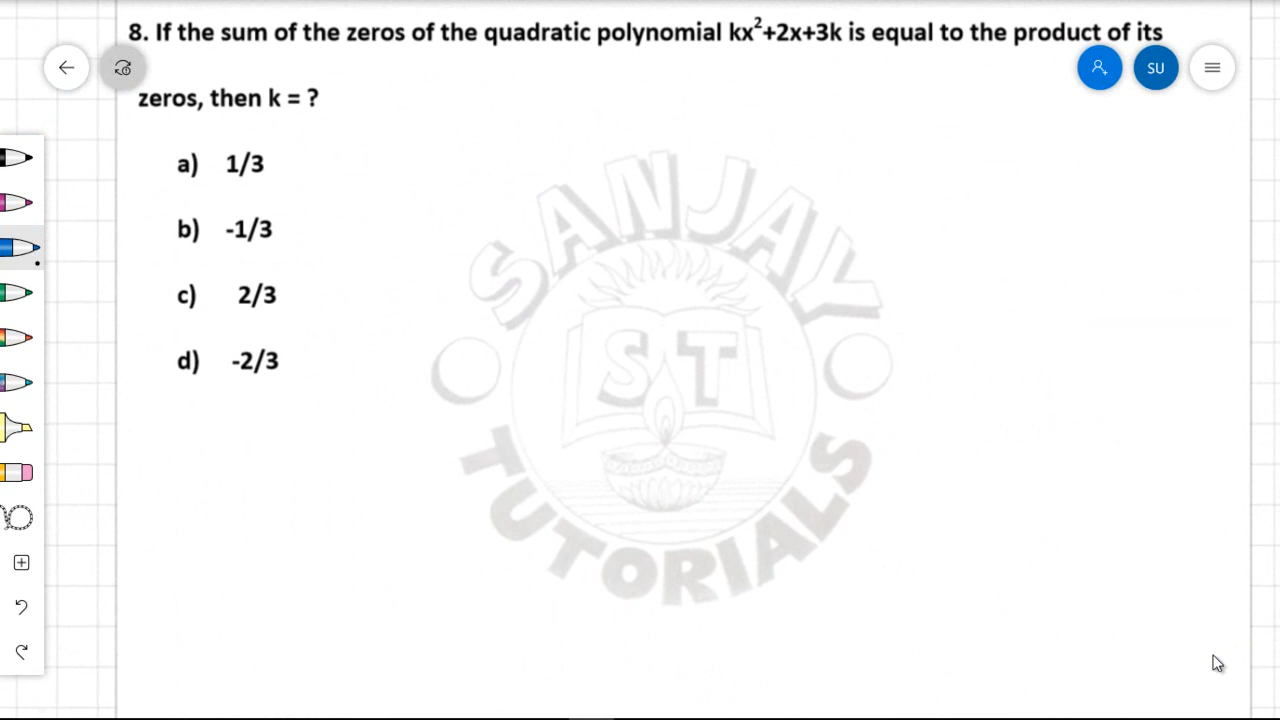 8. If the sum of the zeros of the quadratic polynomial kx²+2x+3k is equal to the product of its
SU
zeros, then k = ?
a) 1/3
b) -1/3
c) 2/3
d) -2/3
SANJAY
ST
TUTORIALS